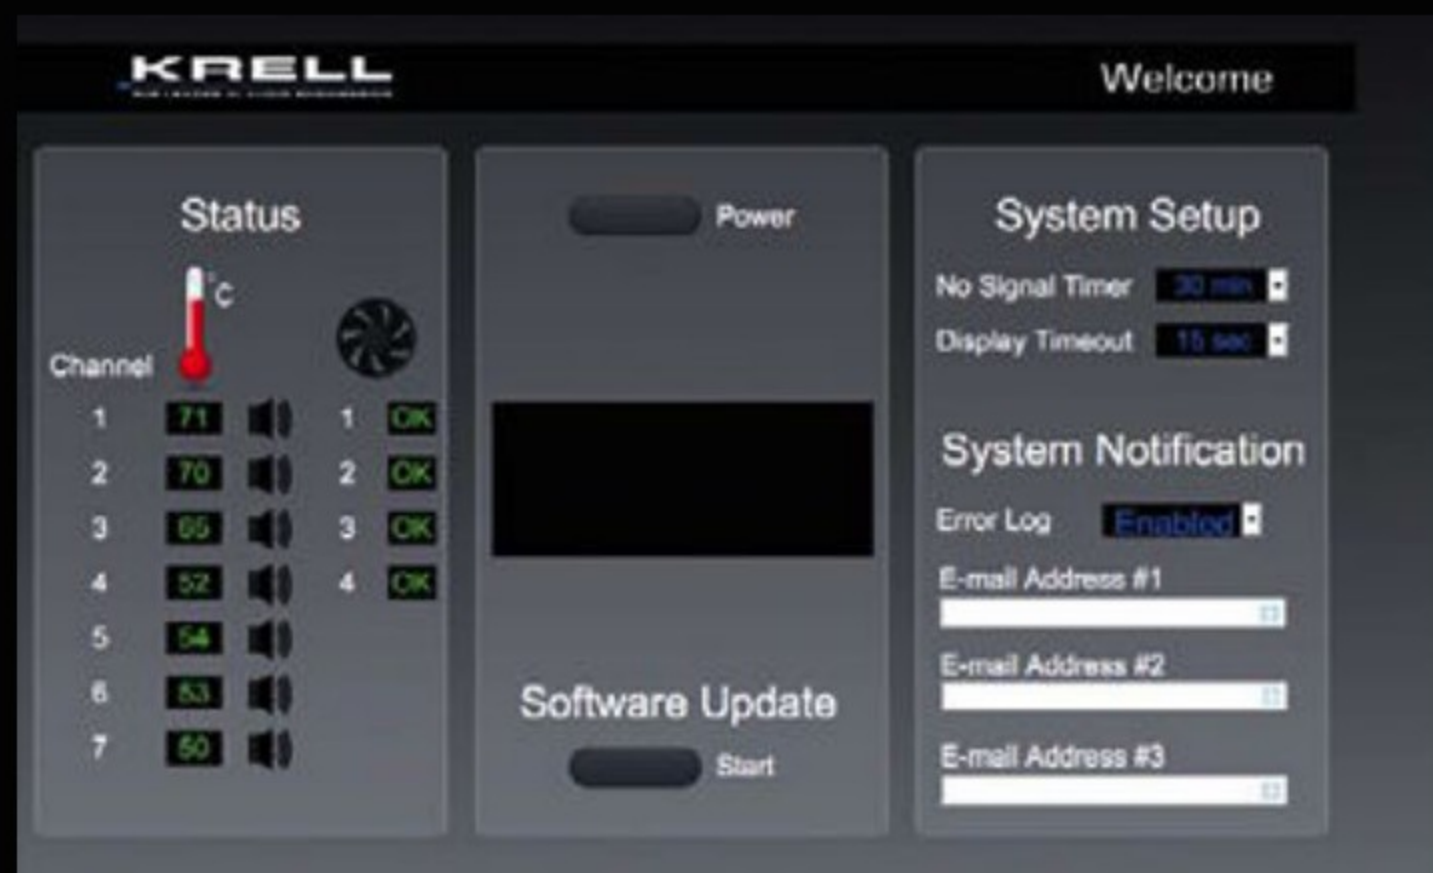 KRELL
Welcome
Status
°C
Channel
1 71 1 OK
2 70 2 OK
3 65 3 OK
4 52 4 OK
5 54
6 53
7 50
Power
Software Update
Start
System Setup
No Signal Timer 30 min
Display Timeout 15 sec
System Notification
Error Log Enabled
E-mail Address #1
E-mail Address #2
E-mail Address #3